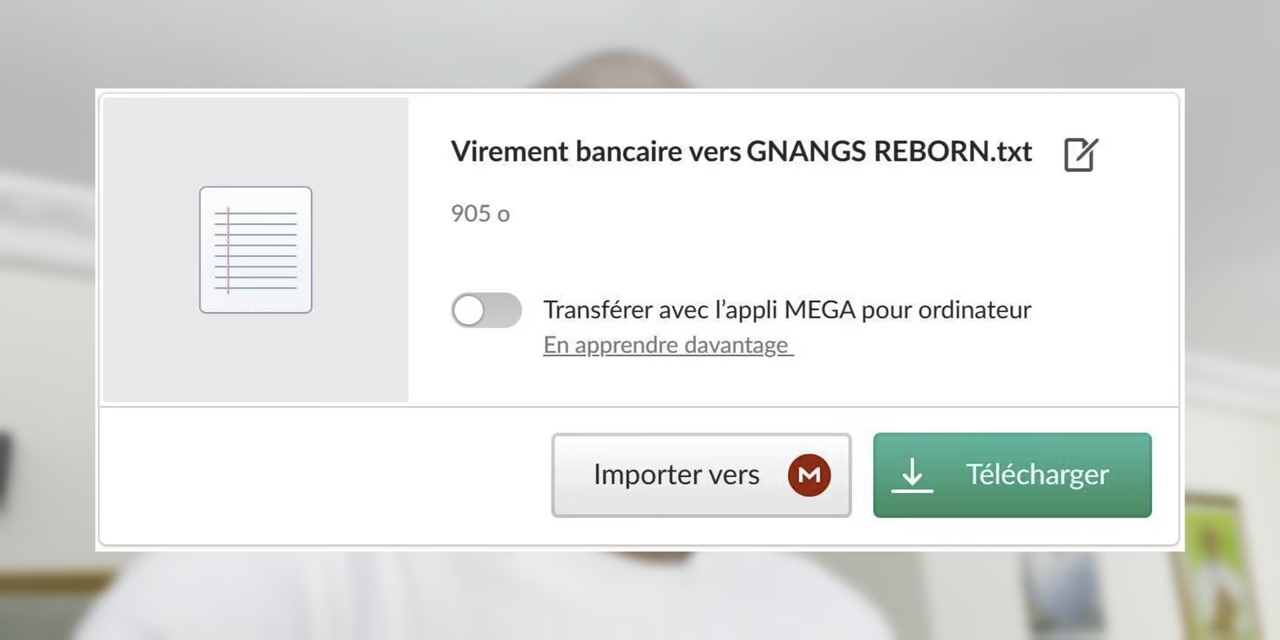 Virement bancaire vers GNANGS REBORN.txt
905 o
Transférer avec l’appli MEGA pour ordinateur
En apprendre davantage
Importer vers M
Télécharger